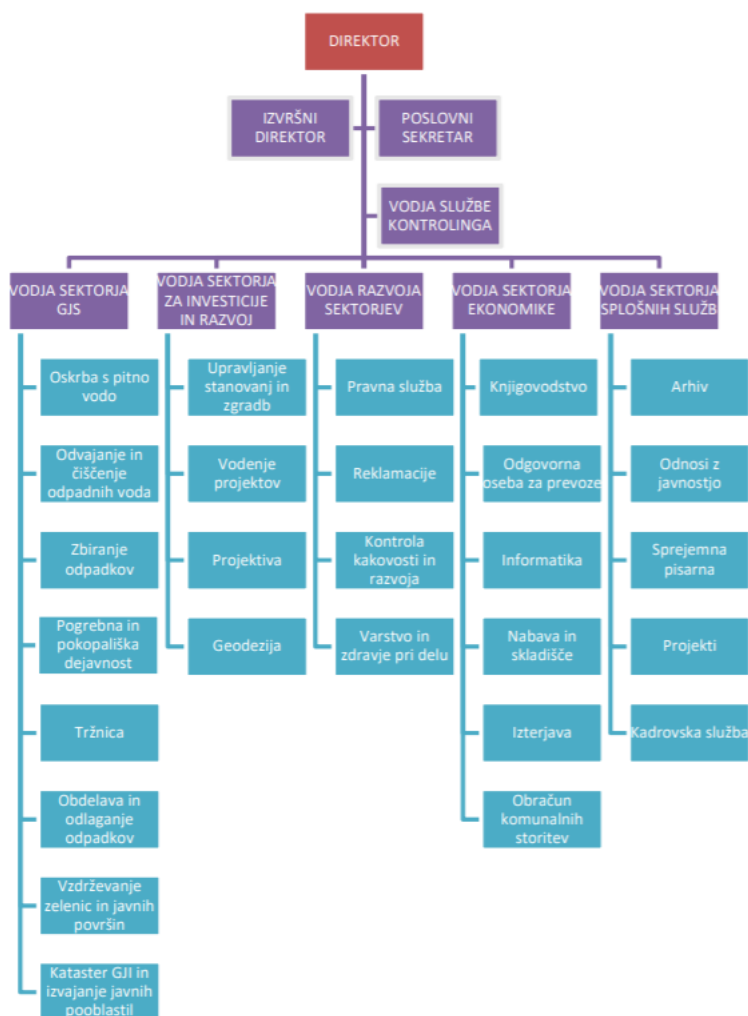 DIREKTOR
IZVRŠNI
DIREKTOR
POSLOVNI
SEKRETAR
VODJA SLUŽBE
KONTROLINGA
VODJA SEKTORJA
GJS
VODJA SEKTORJA
ZA INVESTICIJE
IN RAZVOJ
VODJA RAZVOJA
SEKTORJEV
VODJA SEKTORJA
EKONOMIKE
VODJA SEKTORJA
SPLOŠNIH SLUŽB
Oskrba s pitno
vodo
Odvajanje in
čiščenje
odpadnih voda
Zbiranje
odpadkov
Pogrebna in
pokopališka
dejavnost
Tržnica
Obdelava in
odlaganje
odpadkov
Vzdrževanje
zelenic in javnih
površin
Kataster GJI in
izvajanje javnih
pooblastil
Upravljanje
stanovanj in
zgradb
Vodenje
projektov
Projektiva
Geodezija
Pravna služba
Reklamacije
Kontrola
kakovosti in
razvoja
Varstvo in
zdravje pri delu
Knjigovodstvo
Odgovorna
oseba za prevoze
Informatika
Nabava in
skladišče
Izterjava
Obračun
komunalnih
storitev
Arhiv
Odnosi z
javnostjo
Sprejemna
pisarna
Projekti
Kadrovska služba